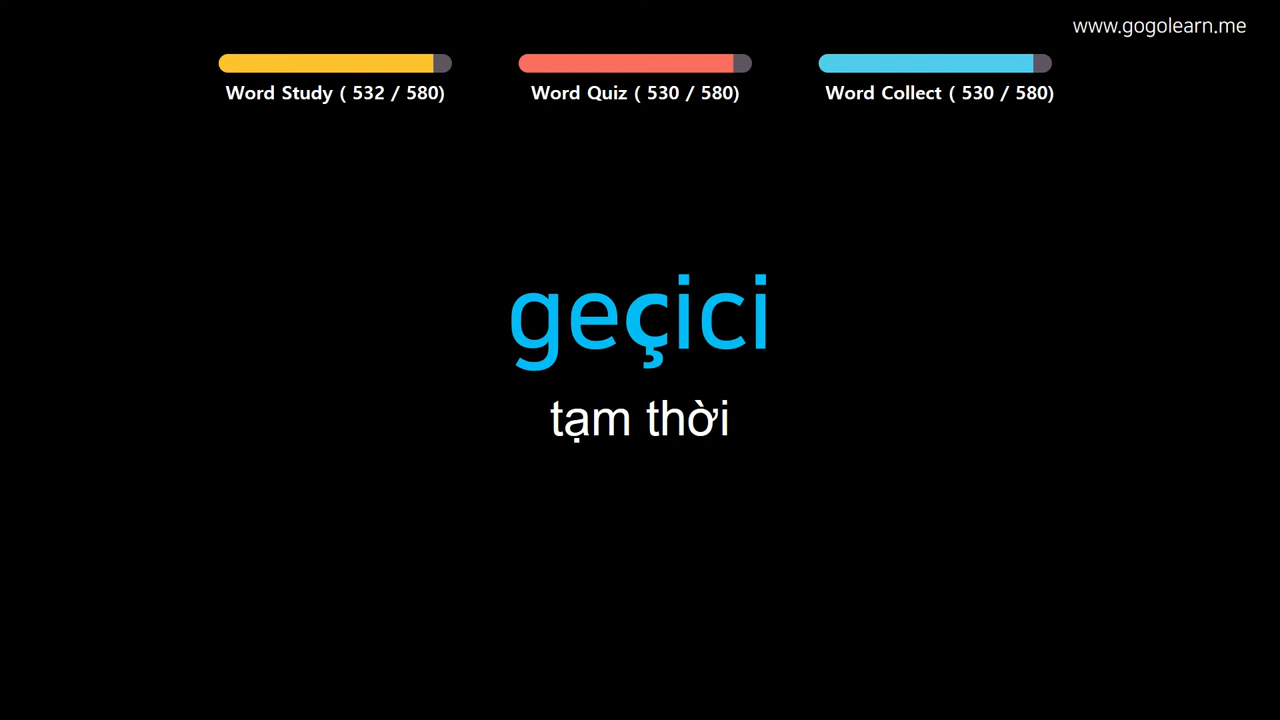 www.gogolearn.me
Word Study ( 532 / 580)
Word Quiz ( 530 / 580)
Word Collect ( 530 / 580)
geçici
tạm thời